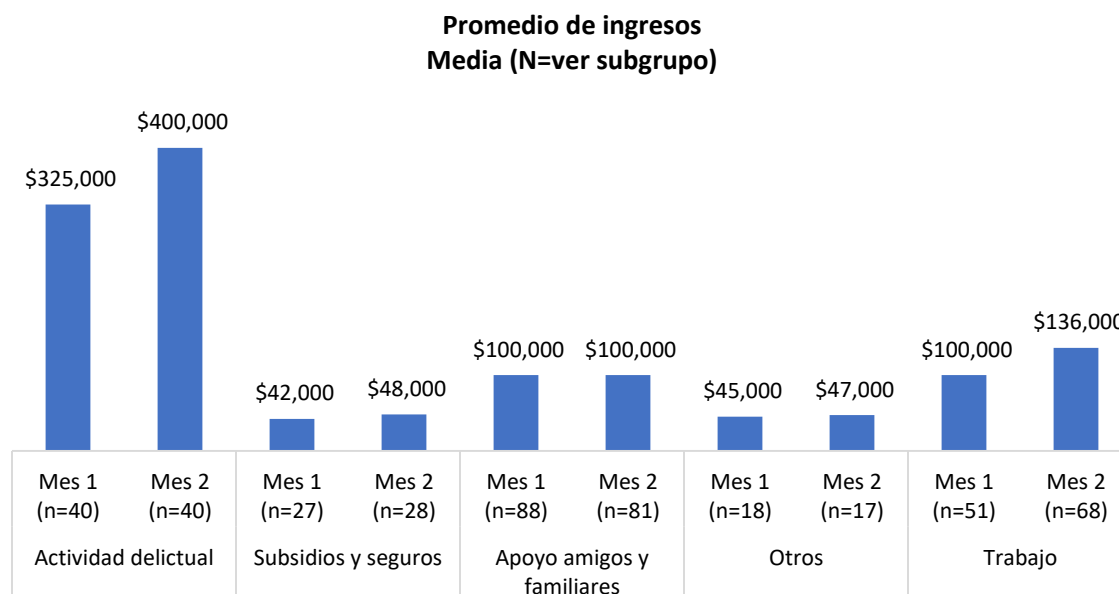 Promedio de ingresos
Media (N=ver subgrupo)
$400,000
$325,000
$136,000
$100,000
$100,000
$100,000
$42,000
$48,000
$45,000
$47,000
Mes 1
(n=40)
Mes 2
(n=40)
Mes 1
(n=27)
Mes 2
(n=28)
Mes 1
(n=88)
Mes 2
(n=81)
Mes 1
(n=18)
Mes 2
(n=17)
Mes 1
(n=51)
Mes 2
(n=68)
Actividad delictual
Subsidios y seguros
Apoyo amigos y
familiares
Otros
Trabajo